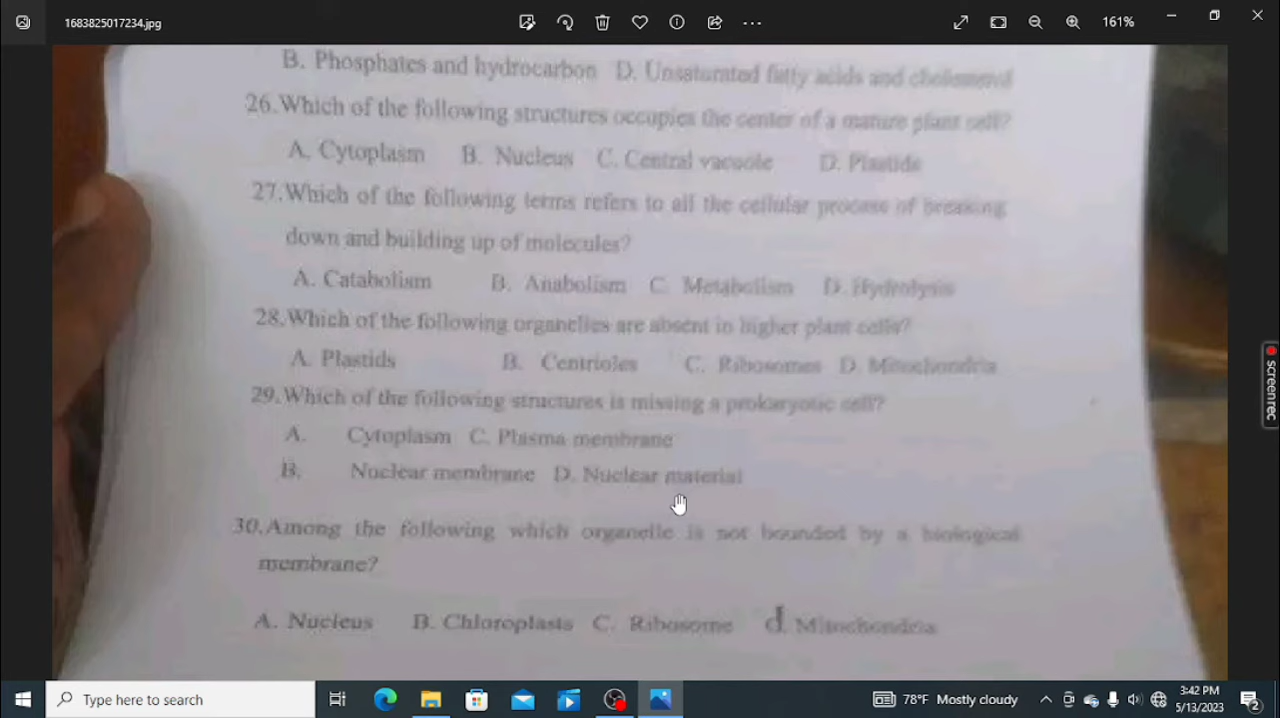 1683825017234.jpg
161%
B. Phosphates and hydrocarbon D. Unsaturated fatty acids and cholesterol
26.Which of the following structures occupies the center of a mature plant cell?
A. Cytoplasm B. Nucleus C. Central vacuole D. Plastids
27.Which of the following terms refers to all the cellular process of breaking
down and building up of molecules?
A. Catabolism B. Anabolism C. Metabolism D. Hydrolysis
28.Which of the following organelles are absent in higher plant cells?
A. Plastids B. Centrioles C. Ribosomes D. Mitochondria
29.Which of the following structures is missing a prokaryotic cell?
A. Cytoplasm C. Plasma membrane
B. Nuclear membrane D. Nuclear material
30.Among the following which organelle is not bounded by a biological
membrane?
A. Nucleus B. Chloroplasts C. Ribosome d. Mitochondria
screenrec
Type here to search
78°F Mostly cloudy
3:42 PM
5/13/2023
2